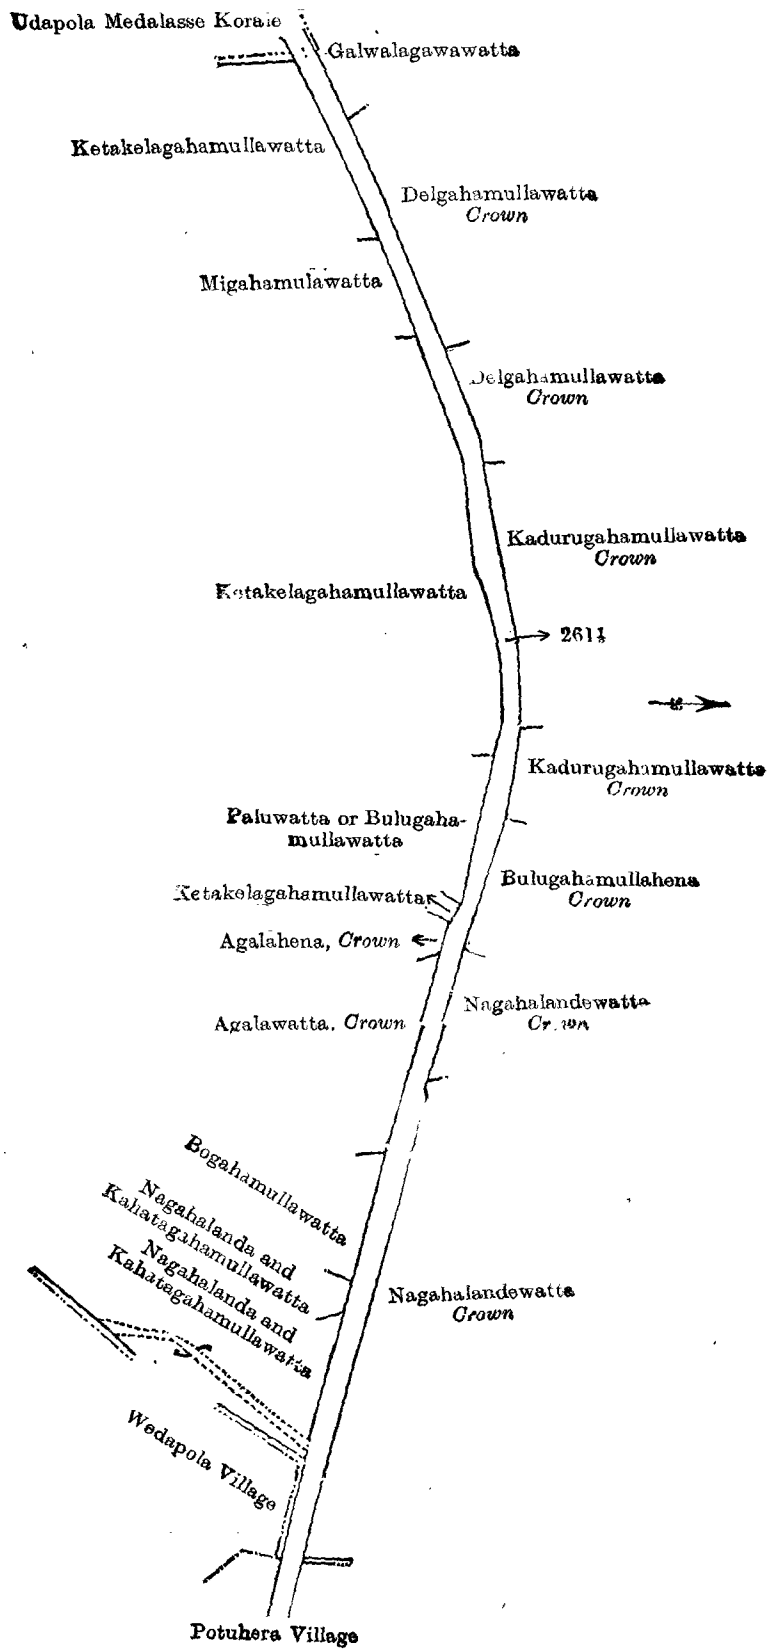 Udapola Medalasse Korale
Galwalagawawatta
Ketakelagahamullawatta
Delgahamullawatta
Crown
Migahamulawatta
Delgahamullawatta
Crown
Kadurugahamullawatta
Crown
Ketakelagahamullawatta
Kadurugahamullawatta
Crown
Paluwatta or Bulugaha-
mullawatta
Bulugahamullahena
Crown
Ketakelagahamullawatta
Agalahena, Crown
Nagahalandewatta
Crown
Agalawatta, Crown
Bogahamullawatta
Nagahalanda and
Kahatagahamullawatta
Nagahalanda and
Kahatagahamullawatta
Nagahalandewatta
Crown
Wedapola Village
Potuhera Village